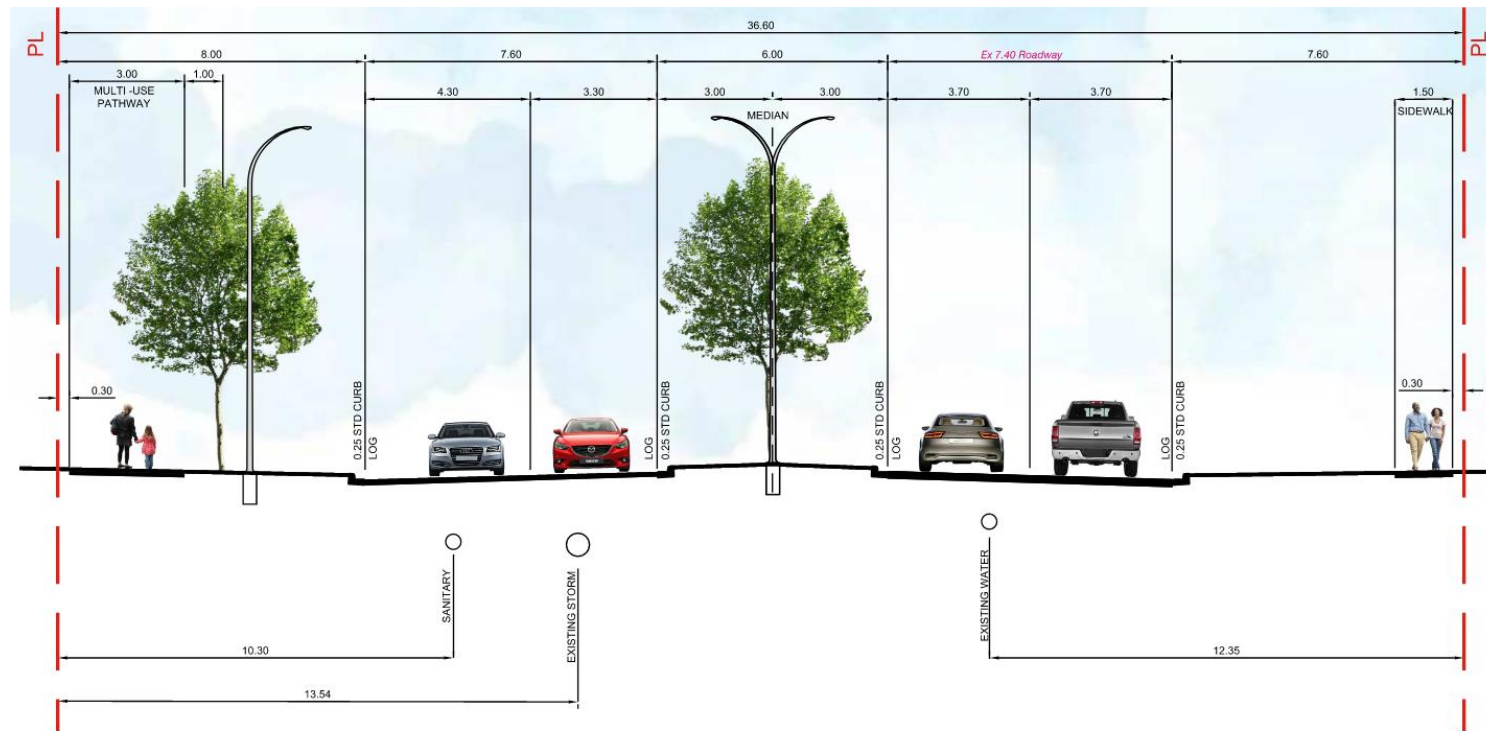 36.60
PL
PL
8.00
7.60
6.00
Ex 7.40 Roadway
7.60
3.00
1.00
MULTI -USE
PATHWAY
4.30
3.30
3.00
3.00
MEDIAN
3.70
3.70
1.50
SIDEWALK
0.30
0.25 STD CURB
LOG
LOG
0.25 STD CURB
0.25 STD CURB
LOG
LOG
0.25 STD CURB
0.30
SANITARY
EXISTING STORM
EXISTING WATER
10.30
12.35
13.54